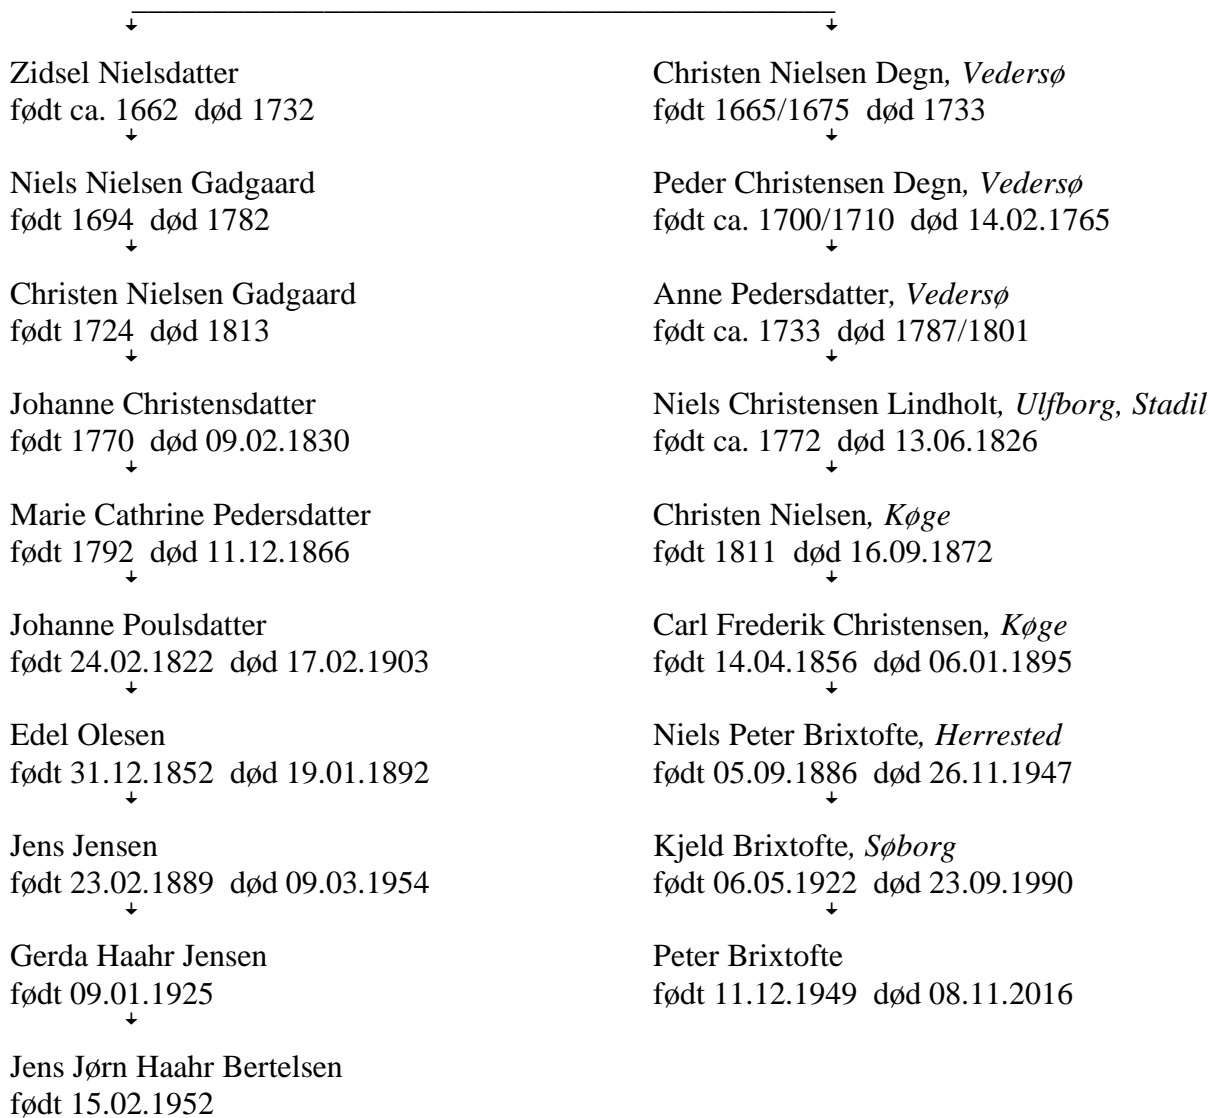 Zidsel Nielsdatter
født ca. 1662 død 1732
Niels Nielsen Gadgaard
født 1694 død 1782
Christen Nielsen Gadgaard
født 1724 død 1813
Johanne Christensdatter
født 1770 død 09.02.1830
Marie Cathrine Pedersdatter
født 1792 død 11.12.1866
Johanne Poulsdatter
født 24.02.1822 død 17.02.1903
Edel Olesen
født 31.12.1852 død 19.01.1892
Jens Jensen
født 23.02.1889 død 09.03.1954
Gerda Haahr Jensen
født 09.01.1925
Jens Jørn Haahr Bertelsen
født 15.02.1952
Christen Nielsen Degn, Vedersø
født 1665/1675 død 1733
Peder Christensen Degn, Vedersø
født ca. 1700/1710 død 14.02.1765
Anne Pedersdatter, Vedersø
født ca. 1733 død 1787/1801
Niels Christensen Lindholt, Ulfborg, Stadil
født ca. 1772 død 13.06.1826
Christen Nielsen, Køge
født 1811 død 16.09.1872
Carl Frederik Christensen, Køge
født 14.04.1856 død 06.01.1895
Niels Peter Brixtofte, Herrested
født 05.09.1886 død 26.11.1947
Kjeld Brixtofte, Søborg
født 06.05.1922 død 23.09.1990
Peter Brixtofte
født 11.12.1949 død 08.11.2016